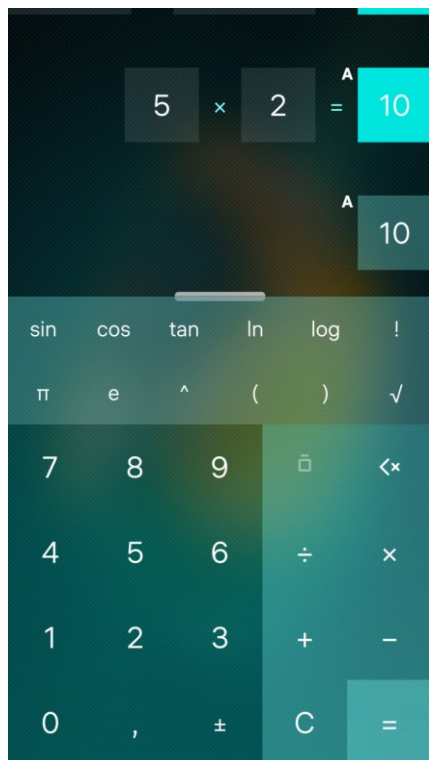 A
5 × 2 = 10
A
10
sin cos tan ln log !
π e ^ ( ) √
7 8 9
4 5 6 ÷ ×
1 2 3 + −
0 , ± C =